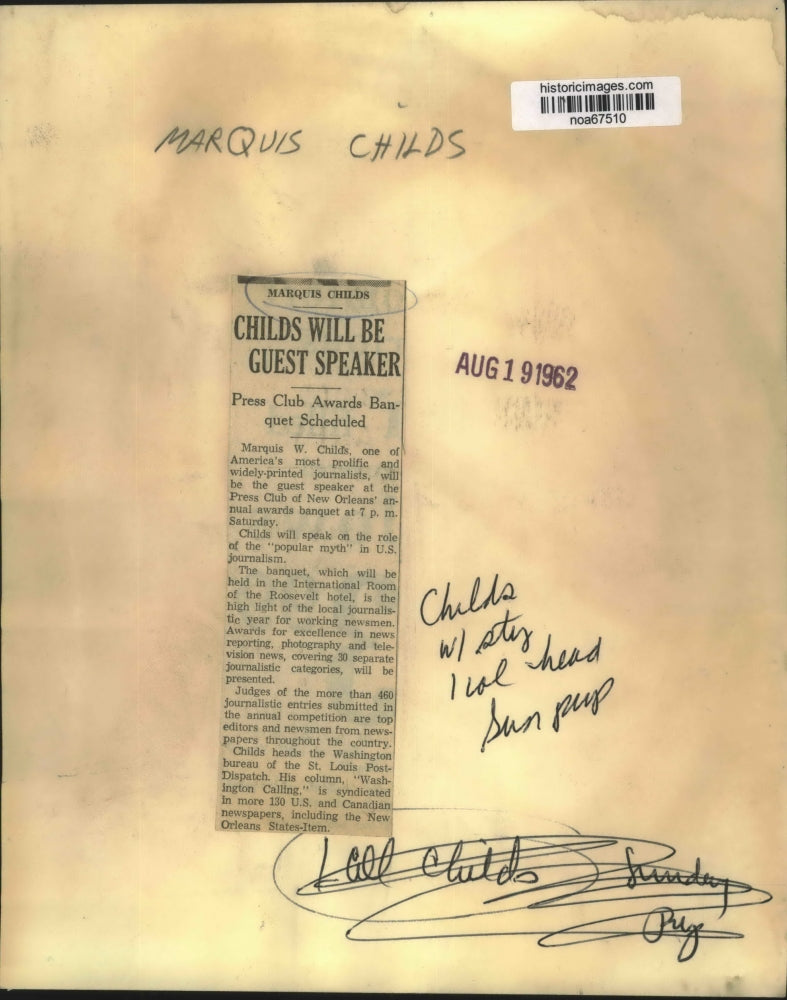 historicimages.com
noa67510
MARQUIS CHILDS
MARQUIS CHILDS
CHILDS WILL BE
GUEST SPEAKER
Press Club Awards Ban-
quet Scheduled
Marquis W. Childs, one of
America's most prolific and
widely-printed journalists, will
be the guest speaker at the
Press Club of New Orleans' an-
nual awards banquet at 7 p. m.
Saturday.
Childs will speak on the role
of the "popular myth" in U.S.
journalism.
The banquet, which will be
held in the International Room
of the Roosevelt hotel, is the
high light of the local journalis-
tic year for working newsmen.
Awards for excellence in news
reporting, photography and tele-
vision news, covering 30 separate
journalistic categories, will be
presented.
Judges of the more than 460
journalistic entries submitted in
the annual competition are top
editors and newsmen from news-
papers throughout the country.
Childs heads the Washington
bureau of the St. Louis Post-
Dispatch. His column, "Wash-
ington Calling," is syndicated
in more 130 U.S. and Canadian
newspapers, including the New
Orleans States-Item.
AUG 19 1962
Childs
w/ sty
1 col head
Sun
Childs Sunday